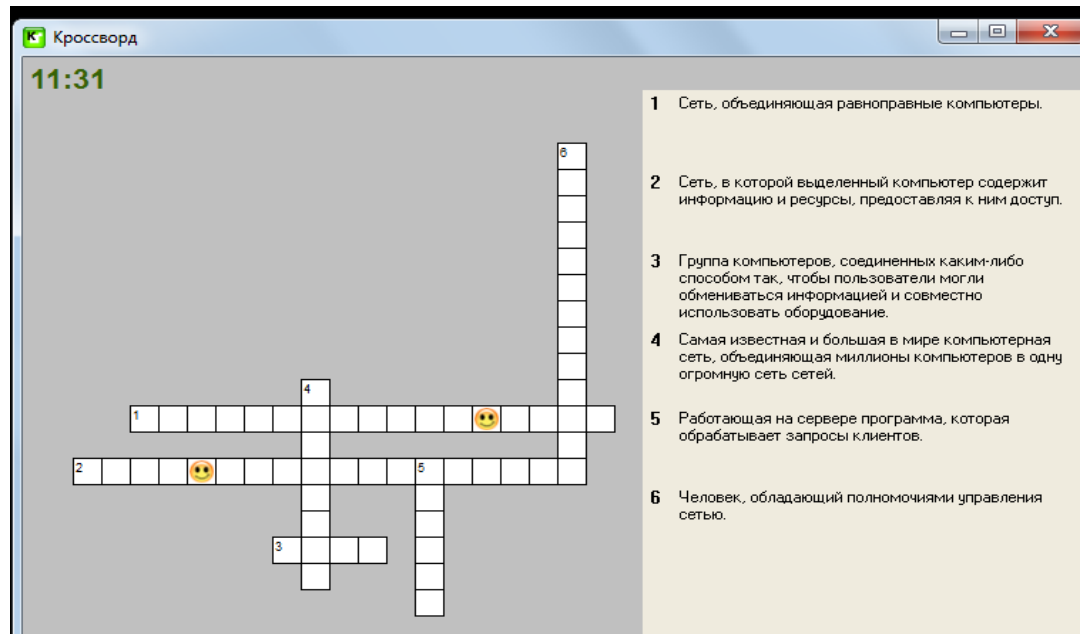 Кроссворд
11:31
1 Сеть, объединяющая равноправные компьютеры.
2 Сеть, в которой выделенный компьютер содержит
информацию и ресурсы, предоставляя к ним доступ.
3 Группа компьютеров, соединенных каким-либо
способом так, чтобы пользователи могли
обмениваться информацией и совместно
использовать оборудование.
4 Самая известная и большая в мире компьютерная
сеть, объединяющая миллионы компьютеров в одну
огромную сеть сетей.
5 Работающая на сервере программа, которая
обрабатывает запросы клиентов.
6 Человек, обладающий полномочиями управления
сетью.
6
4
1
2
5
3